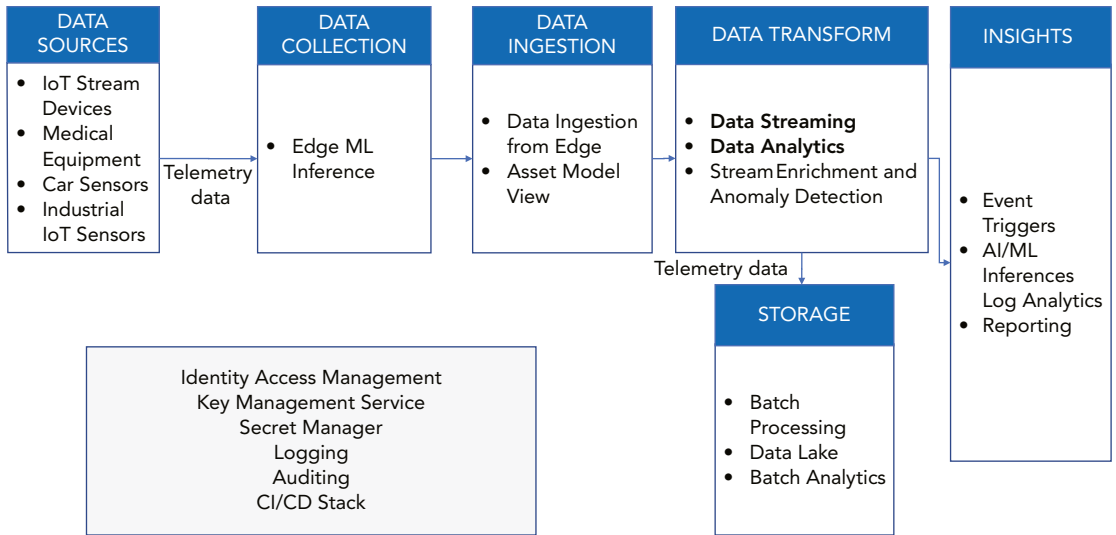 DATA
SOURCES
• IoT Stream
Devices
• Medical
Equipment
• Car Sensors
• Industrial
IoT Sensors
Telemetry
data
DATA
COLLECTION
• Edge ML
Inference
DATA
INGESTION
• Data Ingestion
from Edge
• Asset Model
View
DATA TRANSFORM
• Data Streaming
• Data Analytics
• Stream Enrichment and
Anomaly Detection
Telemetry data
STORAGE
• Batch
Processing
• Data Lake
• Batch Analytics
INSIGHTS
• Event
Triggers
• AI/ML
Inferences
Log Analytics
• Reporting
Identity Access Management
Key Management Service
Secret Manager
Logging
Auditing
CI/CD Stack